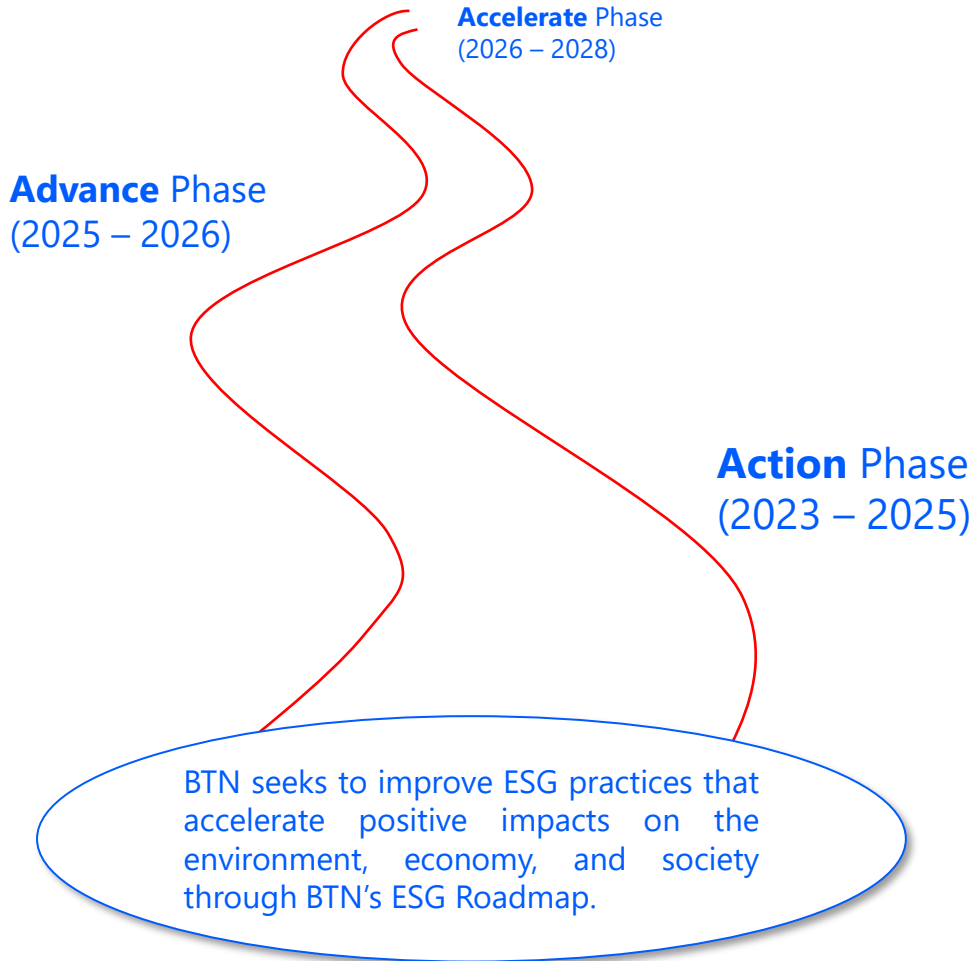 Accelerate Phase
(2026 – 2028)
Advance Phase
(2025 – 2026)
Action Phase
(2023 – 2025)
BTN seeks to improve ESG practices that
accelerate positive impacts on the
environment, economy, and society
through BTN’s ESG Roadmap.